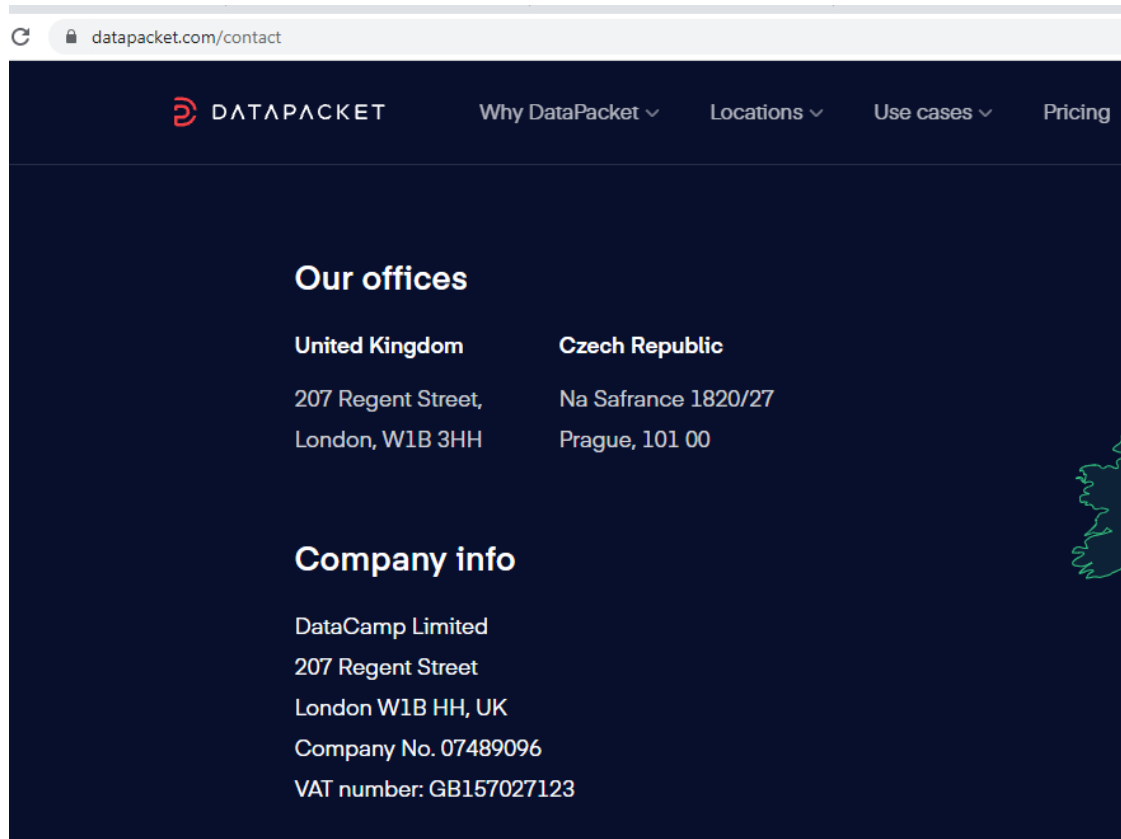 datapacket.com/contact
DATAPACKET Why DataPacket Locations Use cases Pricing
Our offices
United Kingdom
207 Regent Street,
London, W1B 3HH
Czech Republic
Na Safrance 1820/27
Prague, 101 00
Company info
DataCamp Limited
207 Regent Street
London W1B HH, UK
Company No. 07489096
VAT number: GB157027123